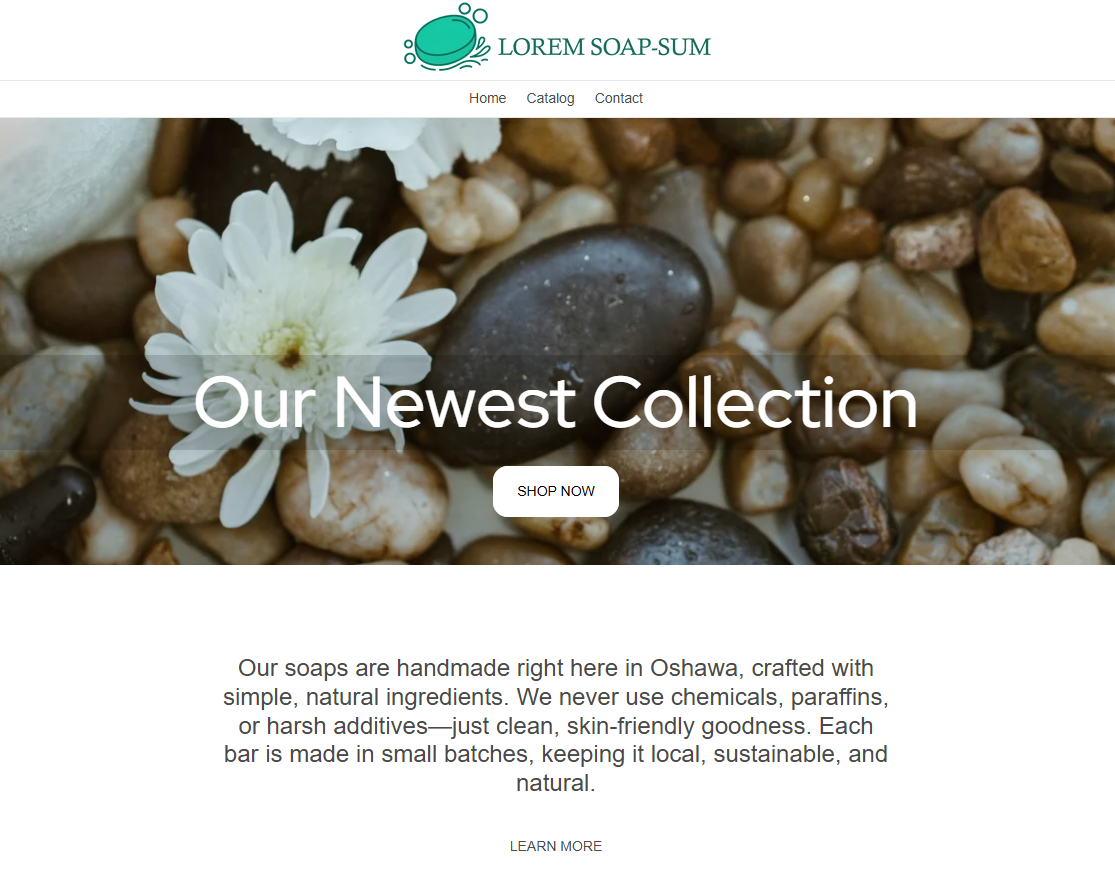 LOREM SOAP-SUM
Home Catalog Contact
Our Newest Collection
SHOP NOW
Our soaps are handmade right here in Oshawa, crafted with
simple, natural ingredients. We never use chemicals, paraffins,
or harsh additives—just clean, skin-friendly goodness. Each
bar is made in small batches, keeping it local, sustainable, and
natural.
LEARN MORE